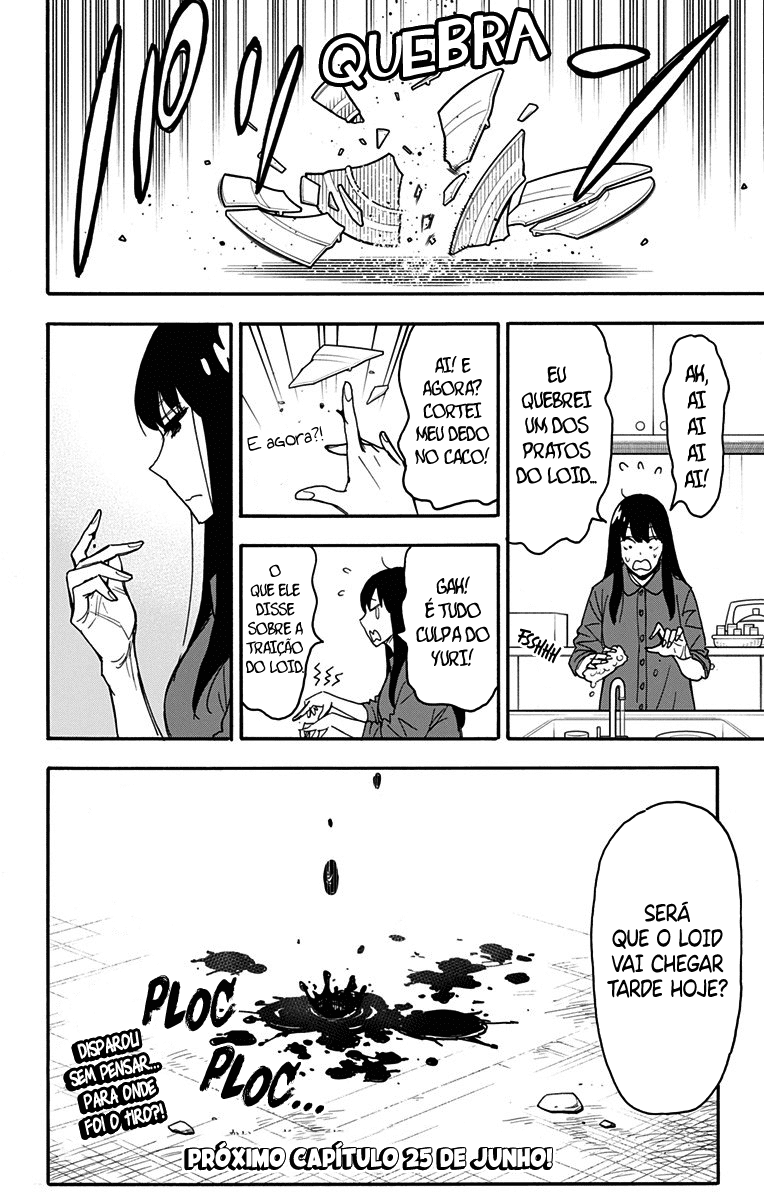 QUEBRA
AH,
AI
AI
AI
AI!
EU
QUEBREI
UM DOS
PRATOS
DO LOID...
FSSHHH
AI! E
AGORA?
CORTEI
MEU DEDO
NO CACO!
E agora?!
GAH!
É TUDO
CULPA DO
YURI!
O
QUE ELE
DISSE
SOBRE A
TRAIÇÃO
DO LOID.
SERÁ
QUE O LOID
VAI CHEGAR
TARDE HOJE?
PLOC
PLOC...
DISPAROU
SEM PENSAR...
PARA ONDE
FOI O TIRO?!
PRÓXIMO CAPÍTULO 25 DE JUNHO!